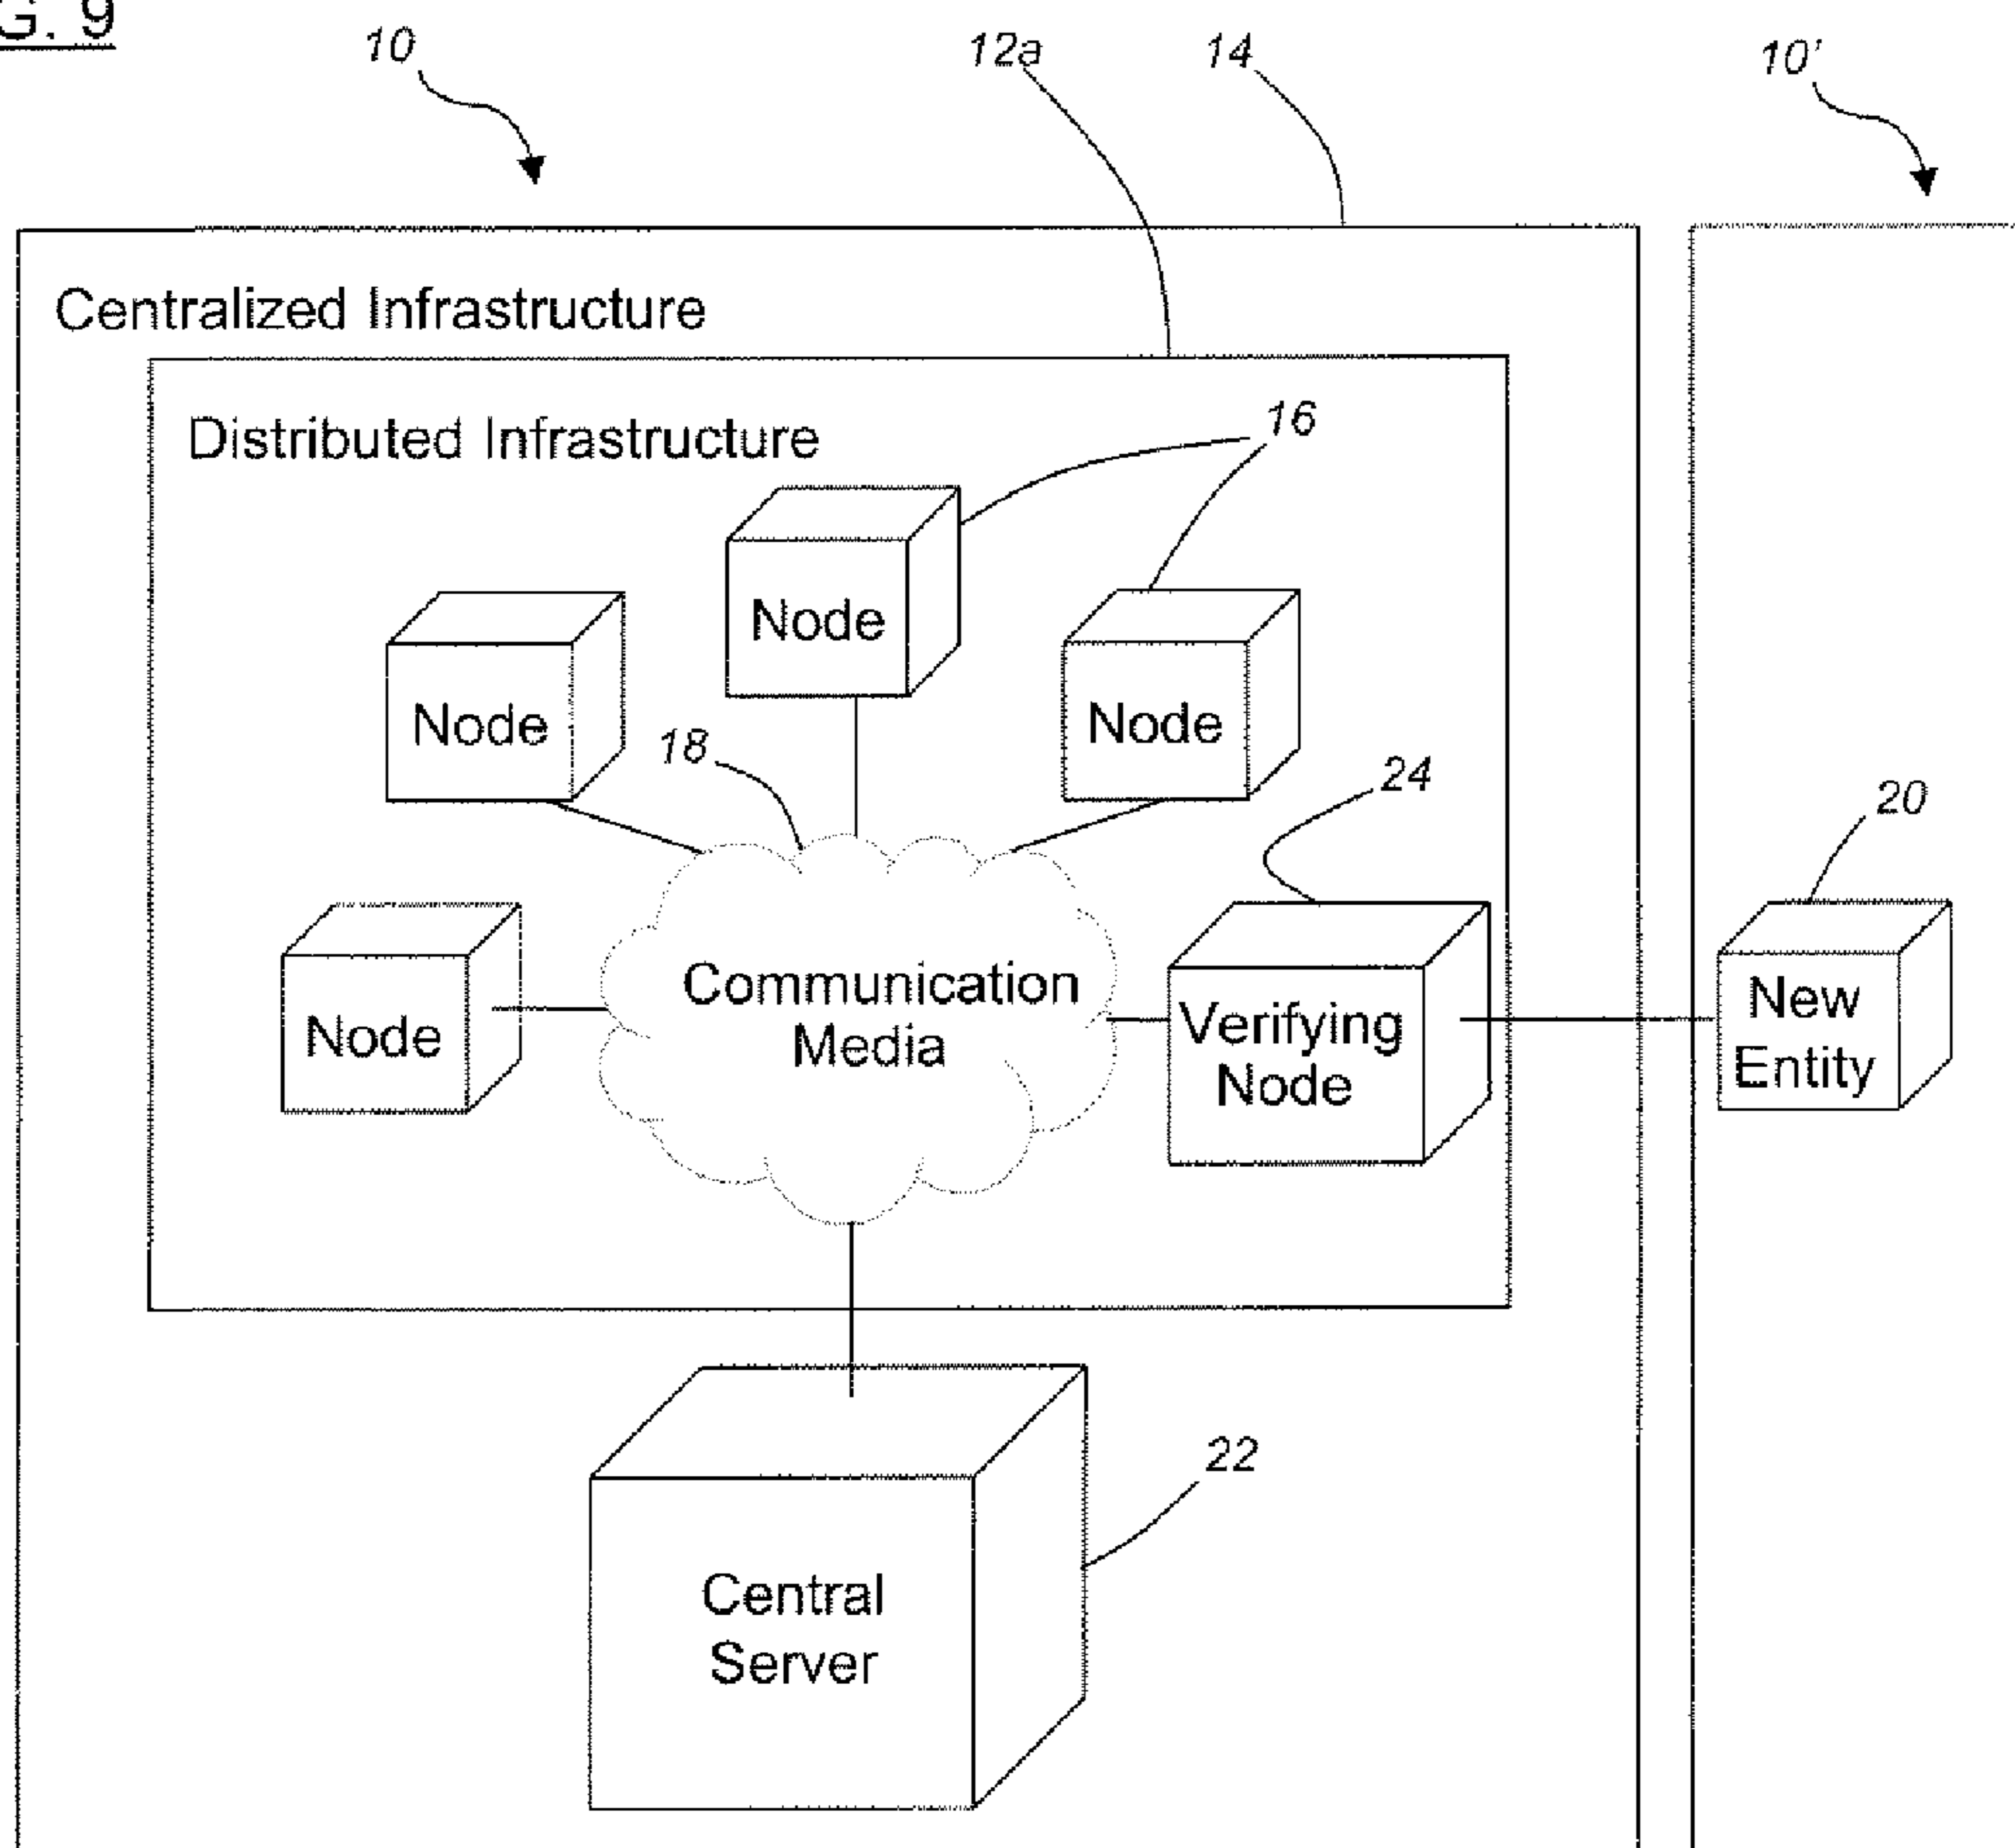 G. 9
10
12a
14
10'
Centralized Infrastructure
Distributed Infrastructure
16
Node
Node
Node
18
24
20
Node
Communication
Media
Verifying
Node
New
Entity
22
Central
Server